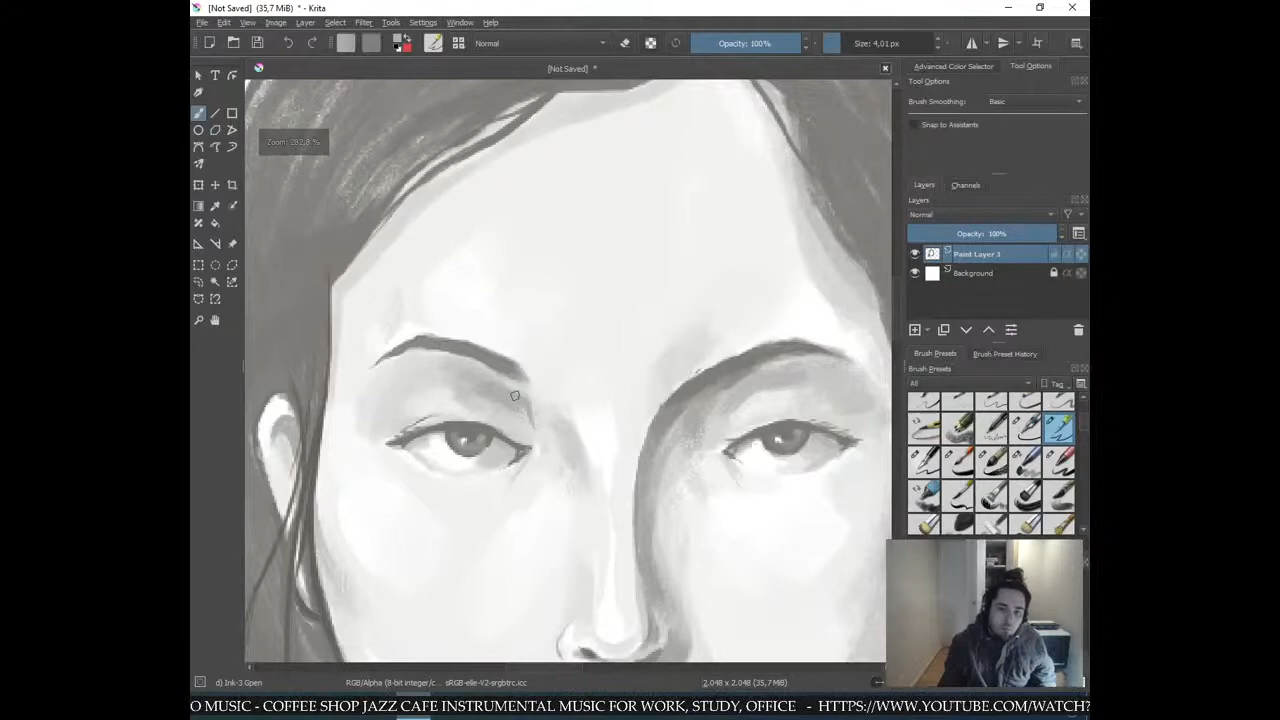 [Not Saved] (35,7 MiB) * - Krita
File Edit View Image Layer Select Filter Tools Settings Window Help
Normal Opacity: 100% Size: 4,01 px
[Not Saved] *
Advanced Color Selector Tool Options
Tool Options
Brush Smoothing: Basic
Snap to Assistants
Zoom: 282,8 %
Layers Channels
Layers
Normal
Opacity: 100%
Paint Layer 1
Background
Brush Presets Brush Preset History
Brush Presets
All Tag
d) Ink-3 Gpen RGB/Alpha (8-bit integer/c... sRGB-elle-V2-srgbtrc.icc 2.048 x 2.048 (35,7 MiB)
O MUSIC - COFFEE SHOP JAZZ CAFE INSTRUMENTAL MUSIC FOR WORK, STUDY, OFFICE - HTTPS://WWW.YOUTUBE.COM/WATCH?